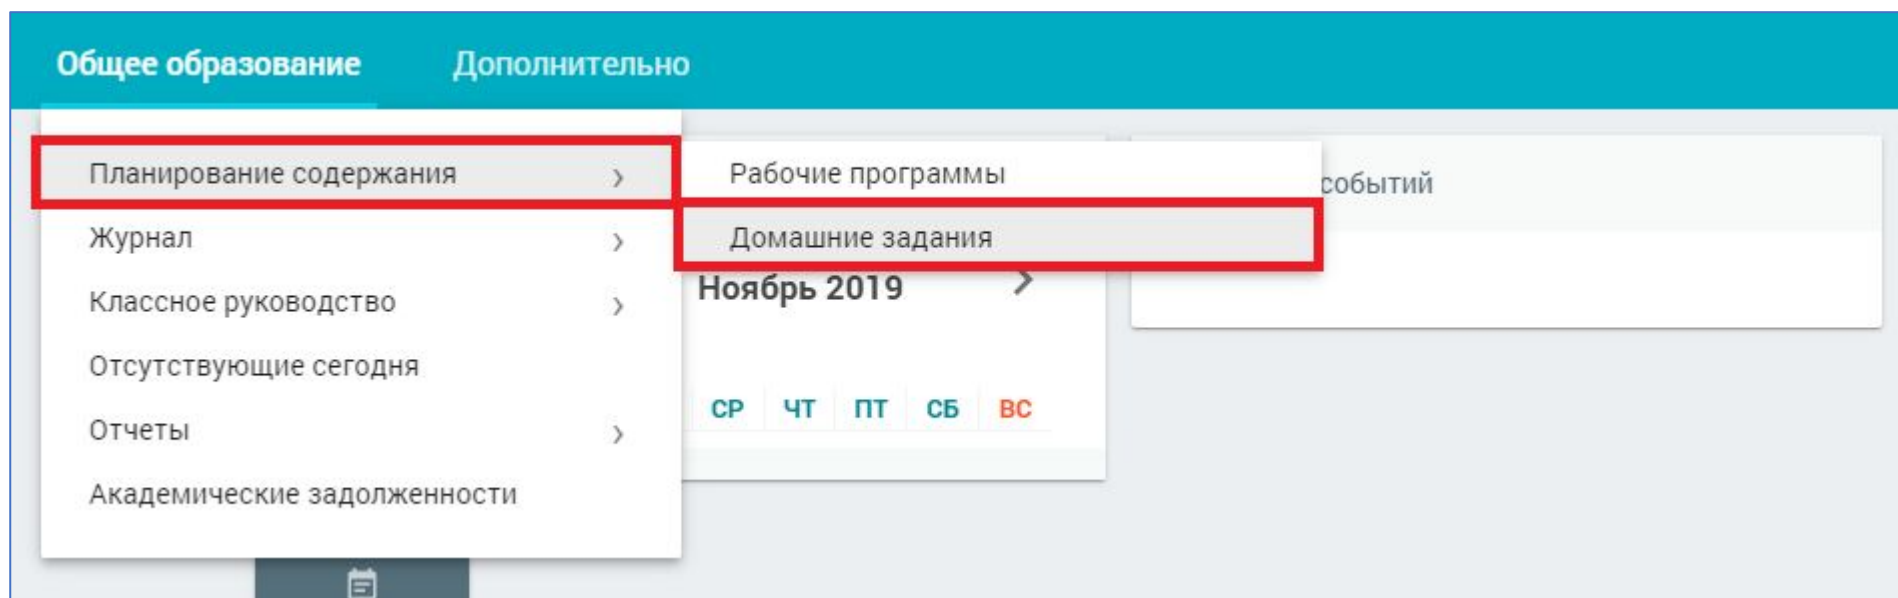 Общее образование Дополнительно
Планирование содержания
Рабочие программы
событий
Журнал
Домашние задания
Ноябрь 2019
Классное руководство
Отсутствующие сегодня
СР ЧТ ПТ СБ ВС
Отчеты
Академические задолженности